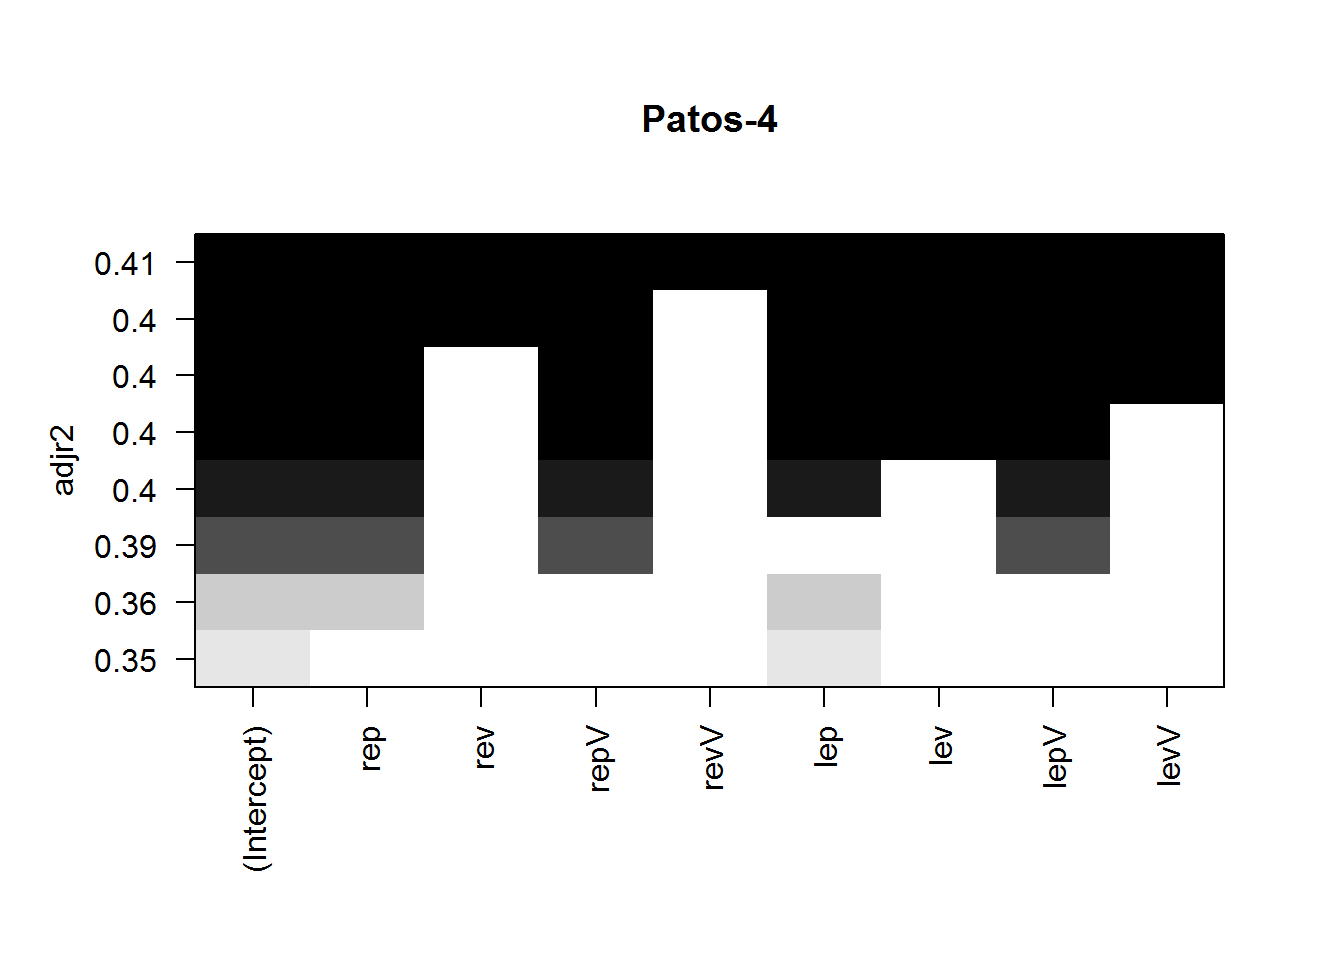 Patos-4
adjr2
0.41
0.4
0.4
0.4
0.4
0.39
0.36
0.35
(Intercept)
rep
rev
repV
revV
lep
lev
lepV
levV